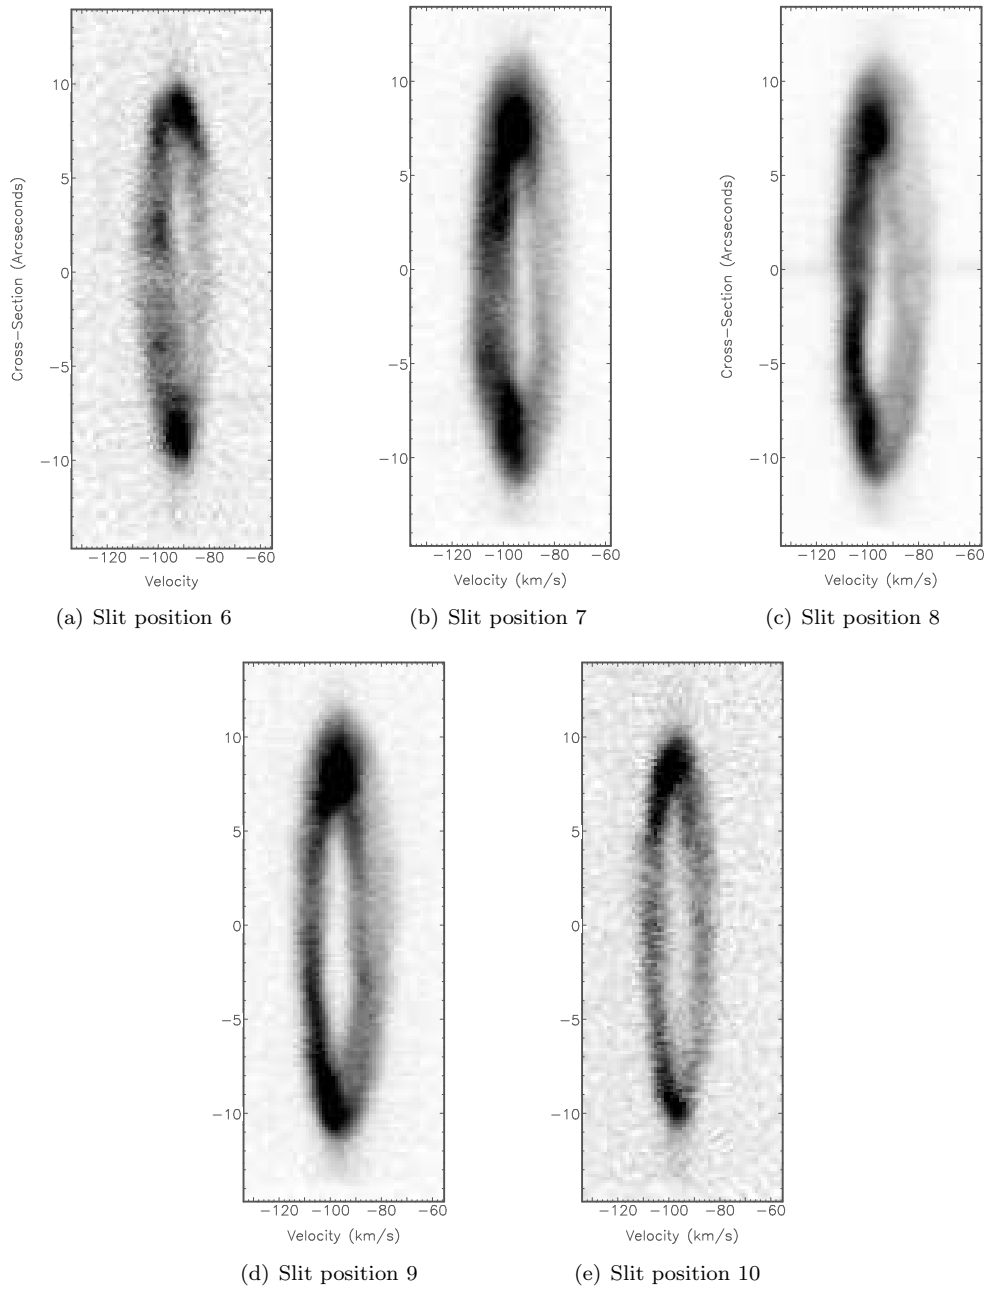 10
5
0
−5
−10
Cross−Section (Arcseconds)
−120 −100 −80 −60
Velocity
(a) Slit position 6
10
5
0
−5
−10
−120 −100 −80 −60
Velocity (km/s)
(b) Slit position 7
10
5
0
−5
−10
Cross−Section (Arcseconds)
−120 −100 −80 −60
Velocity (km/s)
(c) Slit position 8
10
5
0
−5
−10
−120 −100 −80 −60
Velocity (km/s)
(d) Slit position 9
10
5
0
−5
−10
−120 −100 −80 −60
Velocity (km/s)
(e) Slit position 10